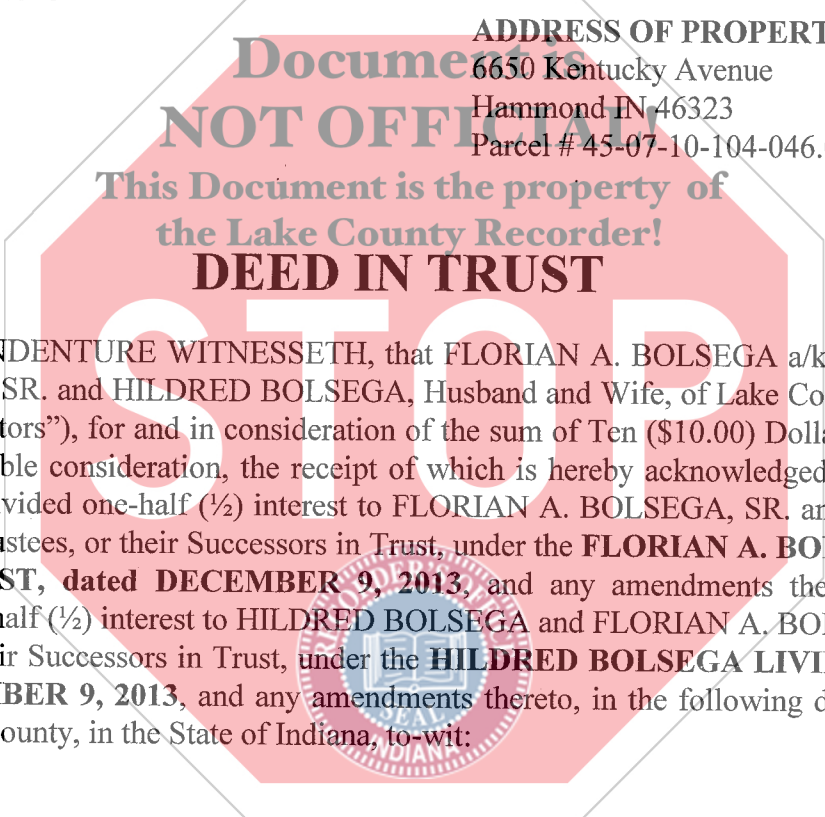 ADDRESS OF PROPERT
Document is
6650 Kentucky Avenue
Hammond IN 46323
NOT OFFICIAL!
Parcel # 45-07-10-104-046.
This Document is the property of
the Lake County Recorder!
DEED IN TRUST
STOP
NDENTURE WITNESSETH, that FLORIAN A. BOLSEGA a/k
SR. and HILDRED BOLSEGA, Husband and Wife, of Lake Co
tors”), for and in consideration of the sum of Ten ($10.00) Dolla
ble consideration, the receipt of which is hereby acknowledged
vided one-half (½) interest to FLORIAN A. BOLSEGA, SR. an
stees, or their Successors in Trust, under the FLORIAN A. BO
ST, dated DECEMBER 9, 2013, and any amendments the
half (½) interest to HILDRED BOLSEGA and FLORIAN A. BO
ir Successors in Trust, under the HILDRED BOLSEGA LIVI
BER 9, 2013, and any amendments thereto, in the following d
ounty, in the State of Indiana, to-wit:
SEAL
INDIANA